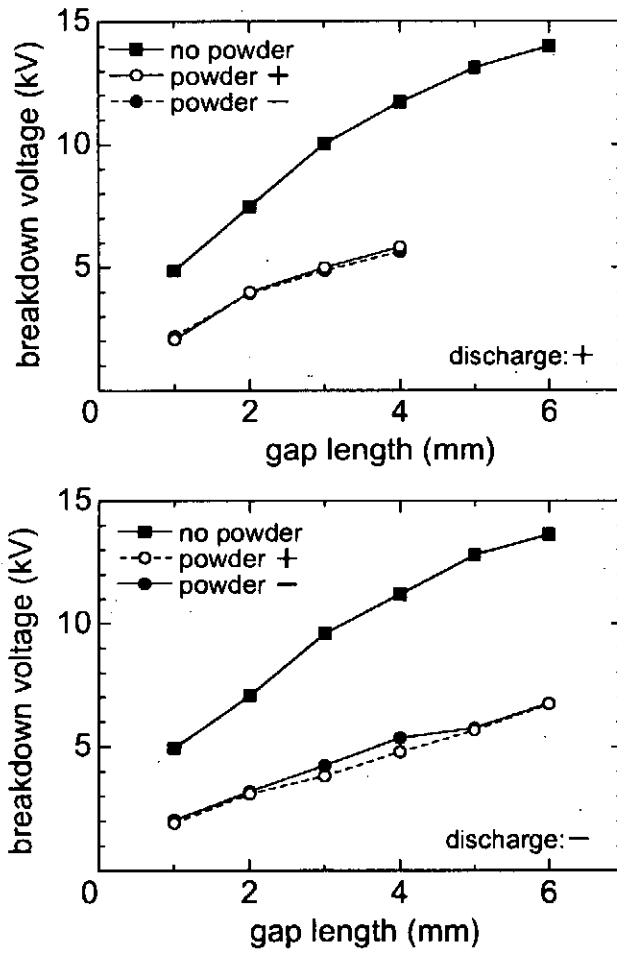 15
10
5
breakdown voltage (kV)
no powder
powder +
powder −
discharge: +
0 2 4 6
gap length (mm)
15
10
5
breakdown voltage (kV)
no powder
powder +
powder −
discharge: −
0 2 4 6
gap length (mm)